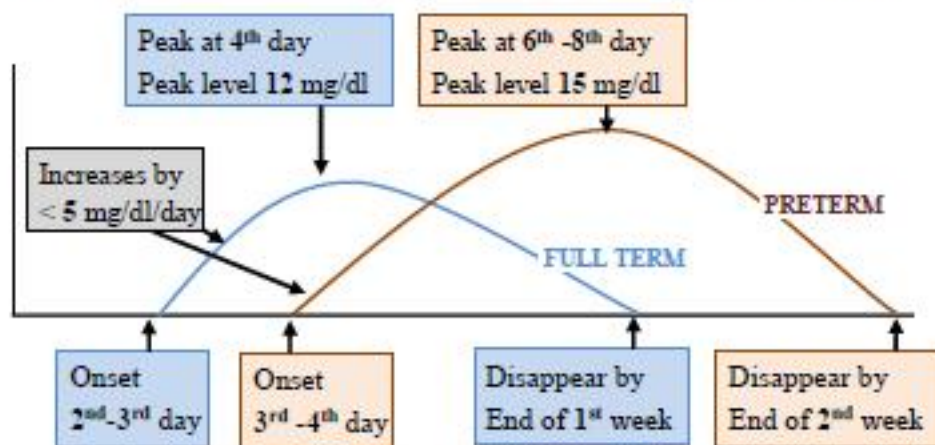 Peak at 4th day
Peak level 12 mg/dl
Peak at 6th -8th day
Peak level 15 mg/dl
Increases by
< 5 mg/dl/day
PRETERM
FULL TERM
Onset
2nd-3rd day
Onset
3rd -4th day
Disappear by
End of 1st week
Disappear by
End of 2nd week